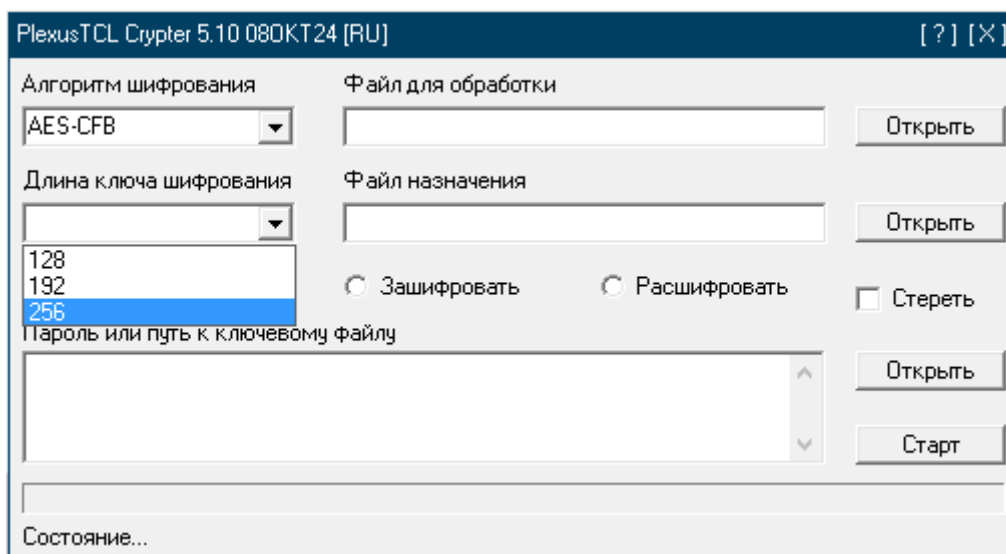 PlexusTCL Crypter 5.10 08OKT24 [RU] [ ? ] [X]
Алгоритм шифрования Файл для обработки
AES-CFB Открыть
Длина ключа шифрования Файл назначения
Открыть
128
192 Зашифровать Расшифровать
256 Стереть
Пароль или путь к ключевому файлу
Открыть
Старт
Состояние...